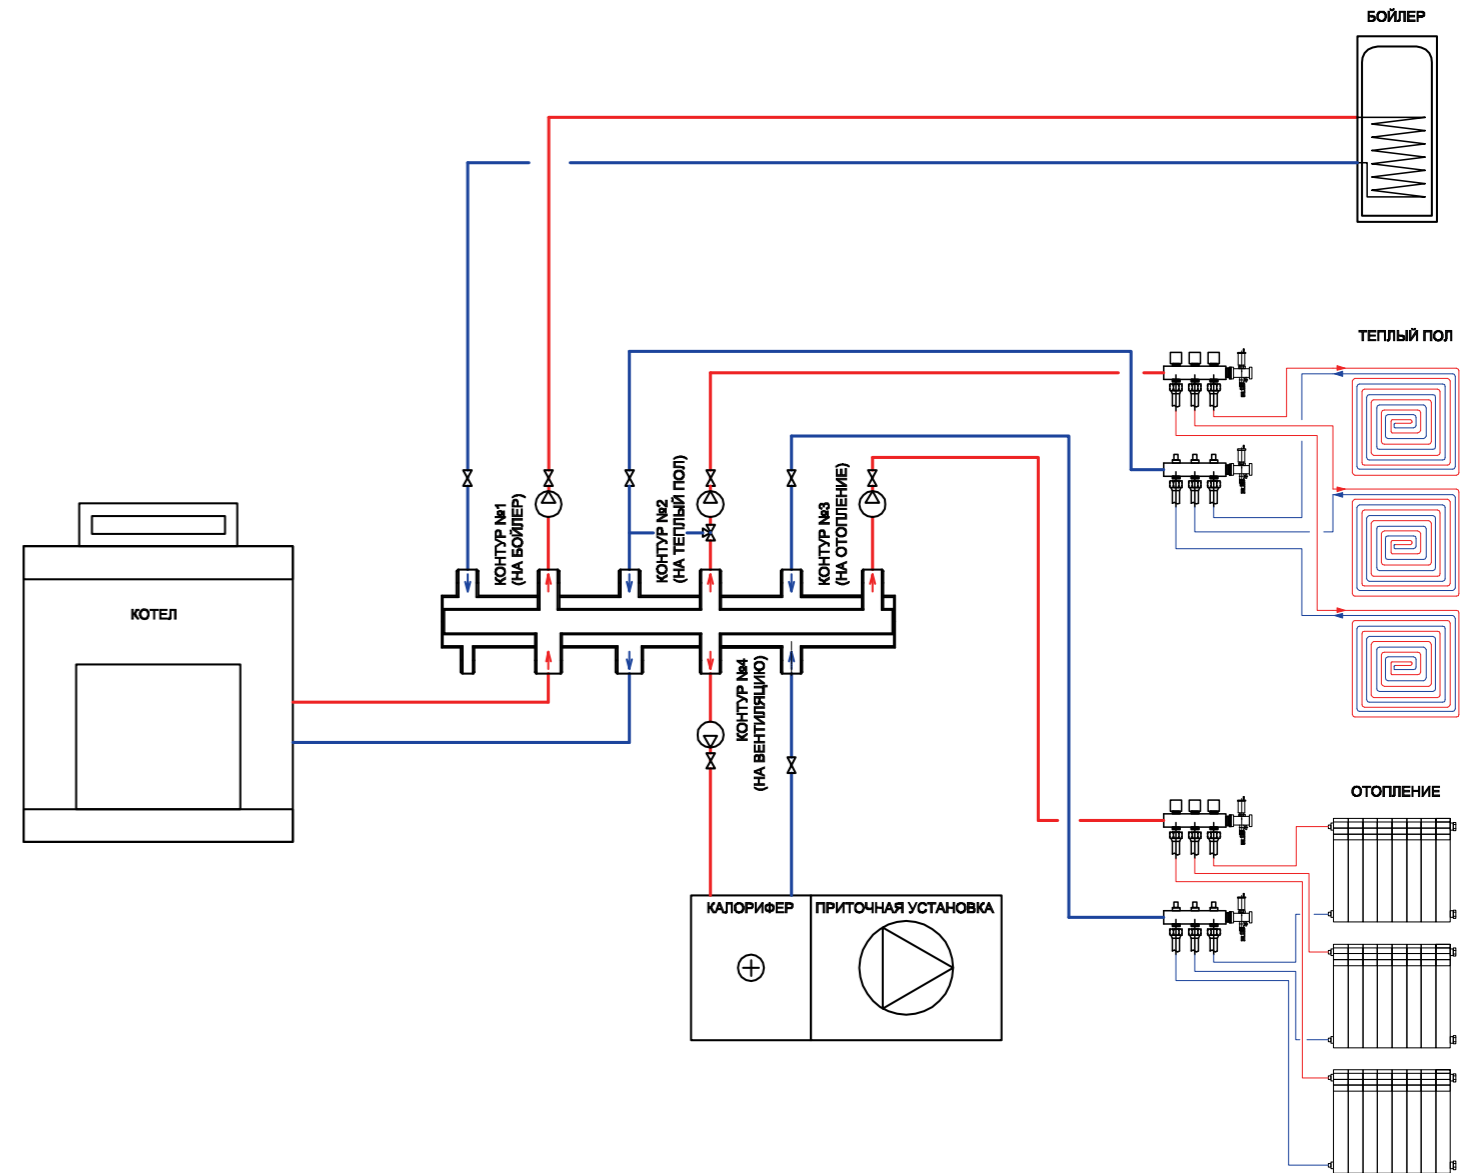 БОЙЛЕР
ТЕПЛЫЙ ПОЛ
КОНТУР №1
(НА БОЙЛЕР)
КОНТУР №2
(НА ТЕПЛЫЙ ПОЛ)
КОНТУР №3
(НА ОТОПЛЕНИЕ)
КОТЕЛ
КОНТУР №4
(НА ВЕНТИЛЯЦИЮ)
ОТОПЛЕНИЕ
КАЛОРИФЕР
ПРИТОЧНАЯ УСТАНОВКА